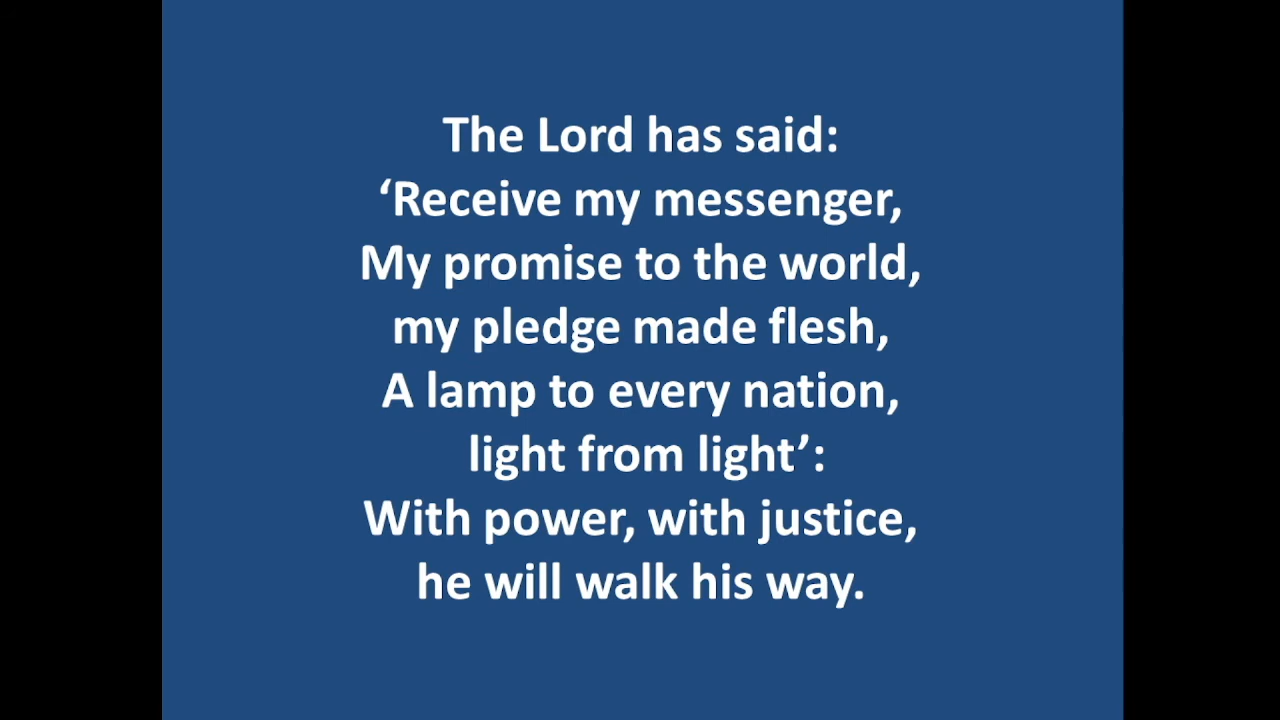 The Lord has said:
‘Receive my messenger,
My promise to the world,
my pledge made flesh,
A lamp to every nation,
light from light’:
With power, with justice,
he will walk his way.